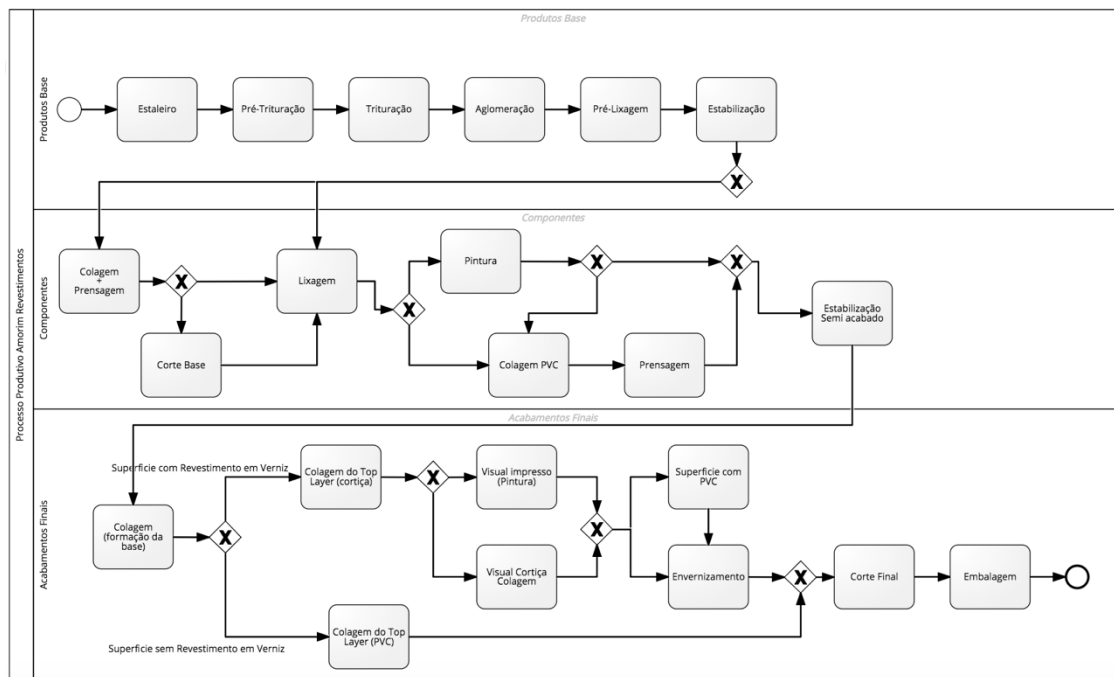 Processo Produtivo Amorim Revestimentos
Produtos Base
Produtos Base
Estaleiro
Pré-Trituração
Trituração
Aglomeração
Pré-Lixagem
Estabilização
X
Componentes
Componentes
Colagem
+
Prensagem
X
Corte Base
Lixagem
X
Pintura
X
Colagem PVC
Prensagem
X
Estabilização
Semi acabado
Acabamentos Finais
Acabamentos Finais
Colagem
(formação da
base)
X
Superficie com Revestimento em Verniz
Colagem do Top
Layer (cortiça)
X
Visual impresso
(Pintura)
Visual Cortiça
Colagem
X
Superficie com
PVC
Envernizamento
Superficie sem Revestimento em Verniz
Colagem do Top
Layer (PVC)
X
Corte Final
Embalagem